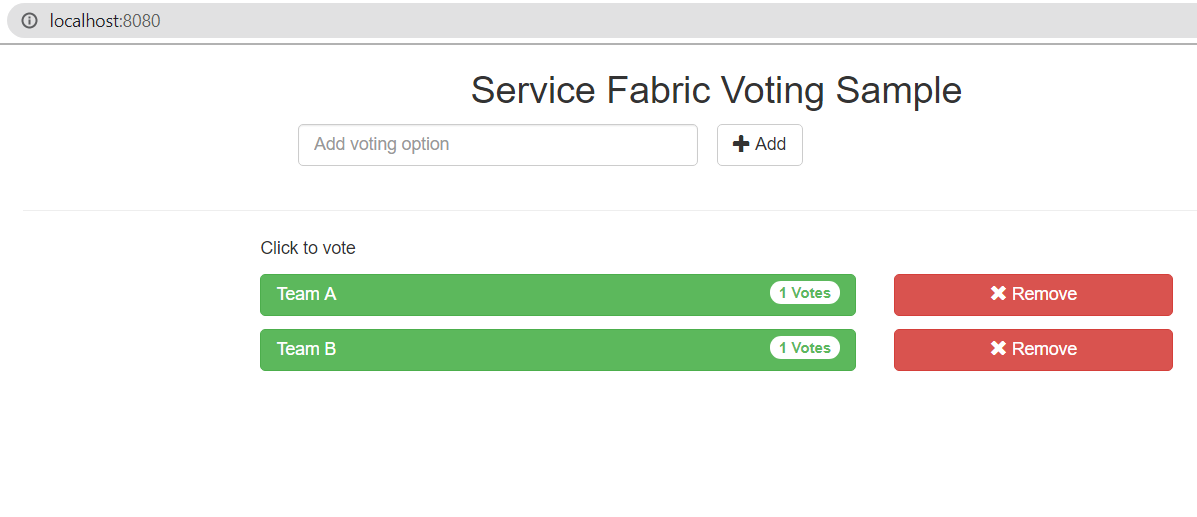 localhost:8080
Service Fabric Voting Sample
Add voting option
Add
Click to vote
Team A 1 Votes Remove
Team B 1 Votes Remove